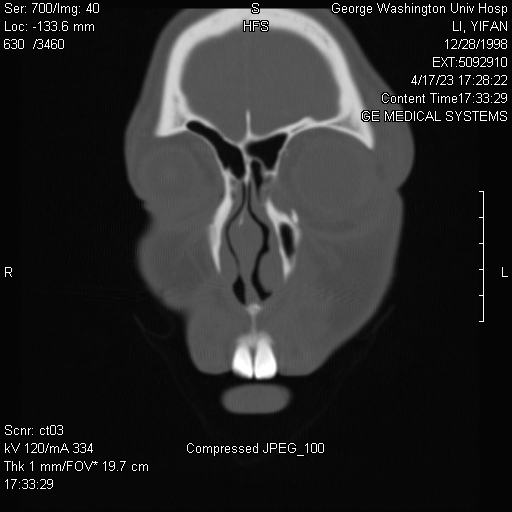 Ser: 700/Img: 40
Loc: -133.6 mm
630 /3460
S
HFS
George Washington Univ Hosp
LI, YIFAN
12/28/1998
EXT:5092910
4/17/23 17:28:22
Content Time17:33:29
GE MEDICAL SYSTEMS
R
L
Scnr: ct03
kV 120/mA 334
Thk 1 mm/FOV* 19.7 cm
17:33:29
Compressed JPEG_100